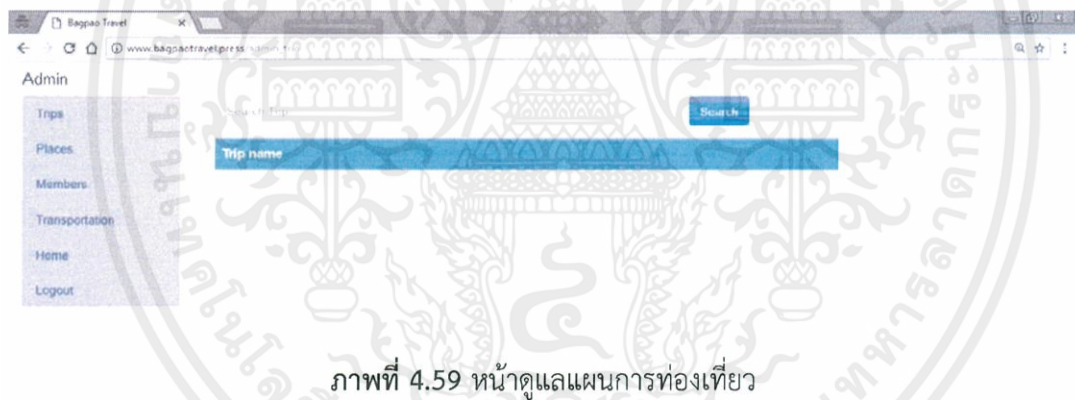 Bagpao Travel
www.bagpaotravel.press/admin
Admin
Trips
Search
Places
Trip name
Members
Transportation
Home
Logout
ภาพที่ 4.59 หน้าดูแลแผนการท่องเที่ยว